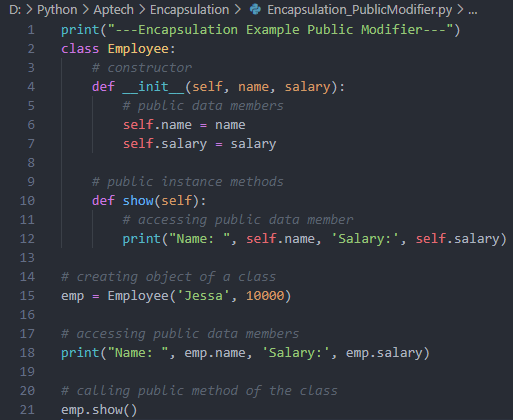 D: > Python > Aptech > Encapsulation > Encapsulation_PublicModifier.py > ...
1 print("---Encapsulation Example Public Modifier---")
2 class Employee:
3 # constructor
4 def __init__(self, name, salary):
5 # public data members
6 self.name = name
7 self.salary = salary
8
9 # public instance methods
10 def show(self):
11 # accessing public data member
12 print("Name: ", self.name, 'Salary:', self.salary)
13
14 # creating object of a class
15 emp = Employee('Jessa', 10000)
16
17 # accessing public data members
18 print("Name: ", emp.name, 'Salary:', emp.salary)
19
20 # calling public method of the class
21 emp.show()